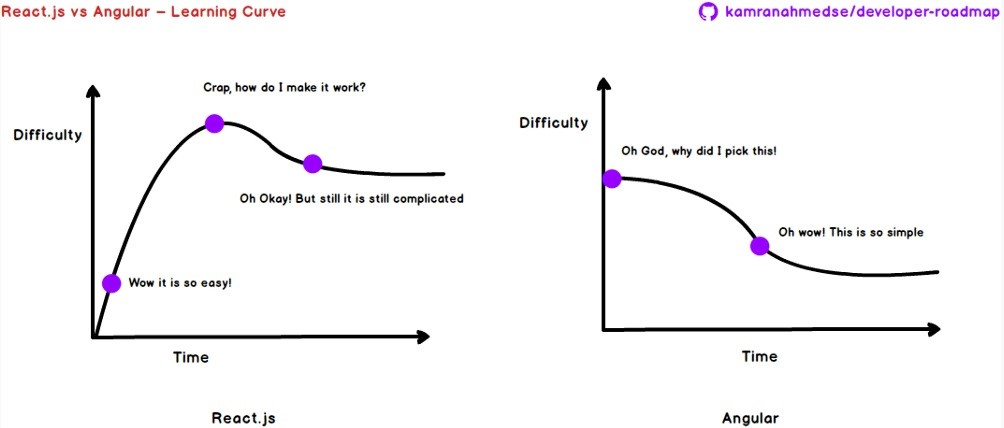 React.js vs Angular – Learning Curve
kamranahmedse/developer-roadmap
Crap, how do I make it work?
Difficulty
Oh Okay! But still it is still complicated
Wow it is so easy!
Time
React.js
Difficulty
Oh God, why did I pick this!
Oh wow! This is so simple
Time
Angular